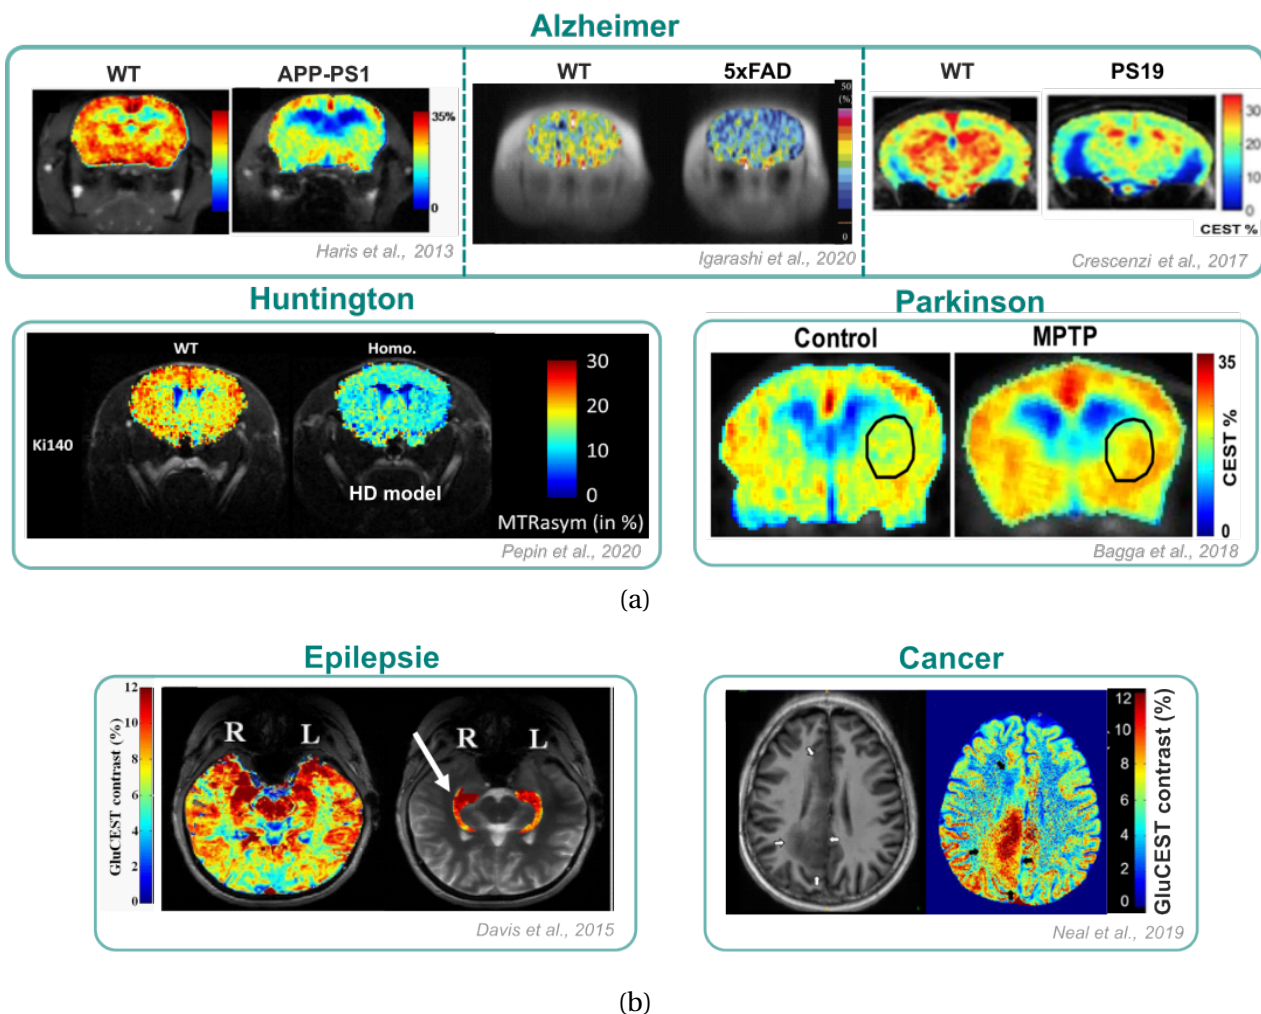 Alzheimer
WT
APP-PS1
35%
0
Haris et al., 2013
WT
5xFAD
50
(%)
0
Igarashi et al., 2020
WT
PS19
30
20
10
0
CEST %
Crescenzi et al., 2017
Huntington
WT
Homo.
Ki140
HD model
30
20
10
0
MTRasym (in %)
Pepin et al., 2020
Parkinson
Control
MPTP
35
CEST %
0
Bagga et al., 2018
(a)
Epilepsie
12
10
8
6
4
2
0
GluCEST contrast (%)
R
L
R
L
Davis et al., 2015
Cancer
12
10
8
6
4
2
0
GluCEST contrast (%)
Neal et al., 2019
(b)